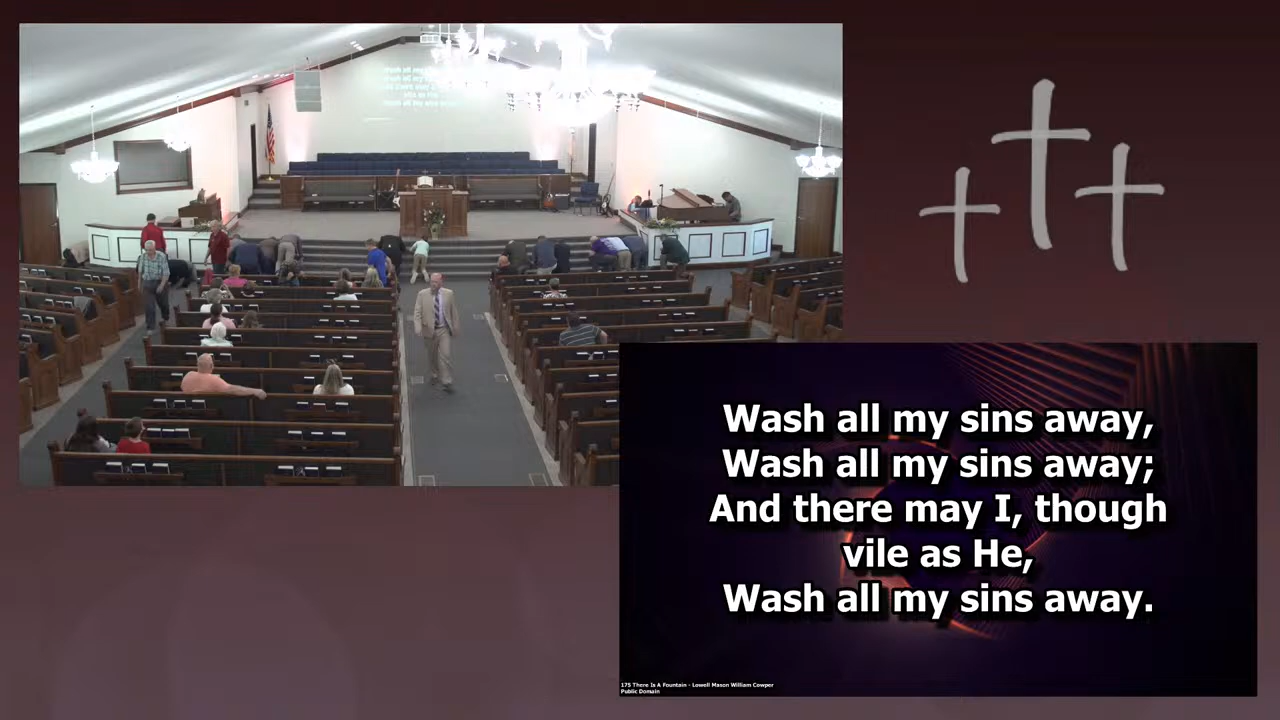 Wash all my sins away,
Wash all my sins away;
And there may I, though
vile as He,
Wash all my sins away.
175 There Is A Fountain - Lowell Mason William Cowper
Public Domain